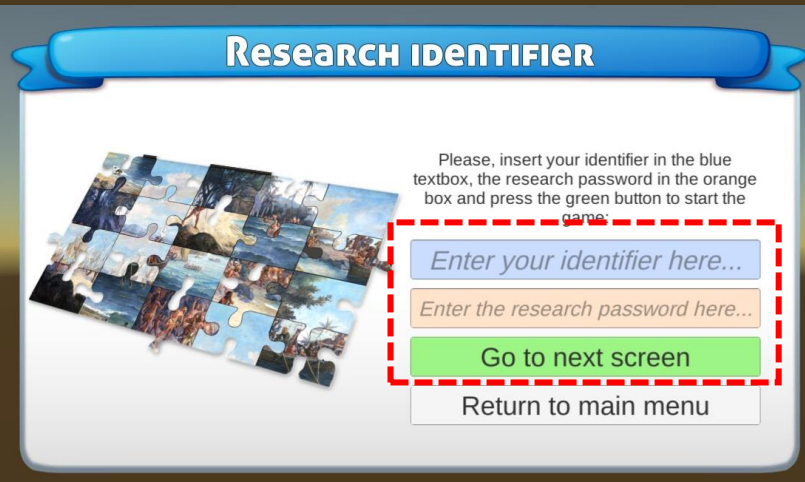 Research identifier
Please, insert your identifier in the blue
textbox, the research password in the orange
box and press the green button to start the
game:
Enter your identifier here...
Enter the research password here...
Go to next screen
Return to main menu